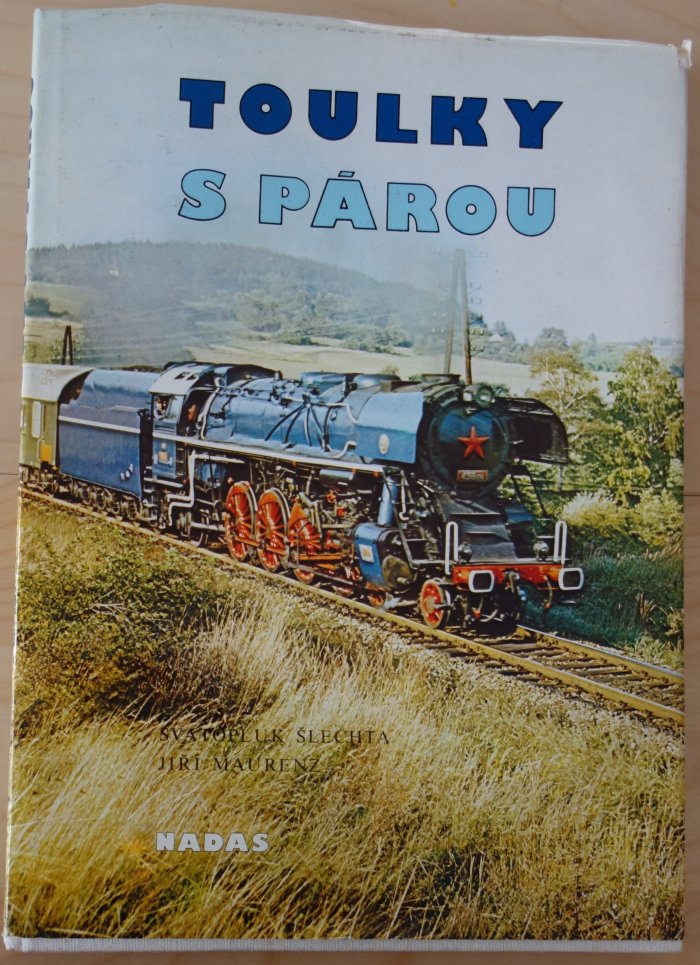 TOULKY
S PÁROU
SVATOPLUK ŠLECHTA
JIŘÍ MAURENZ
NADAS